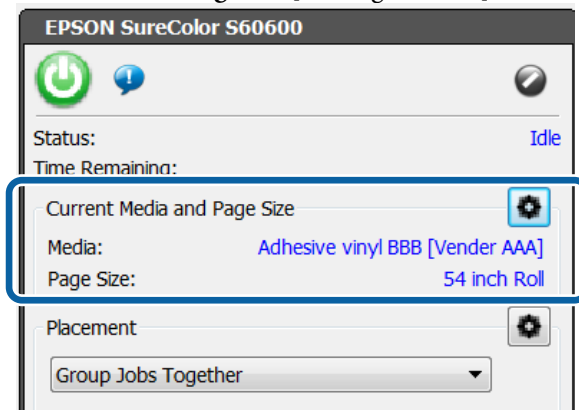 EPSON SureColor S60600
Status: Idle
Time Remaining:
Current Media and Page Size
Media: Adhesive vinyl BBB [Vender AAA]
Page Size: 54 inch Roll
Placement
Group Jobs Together